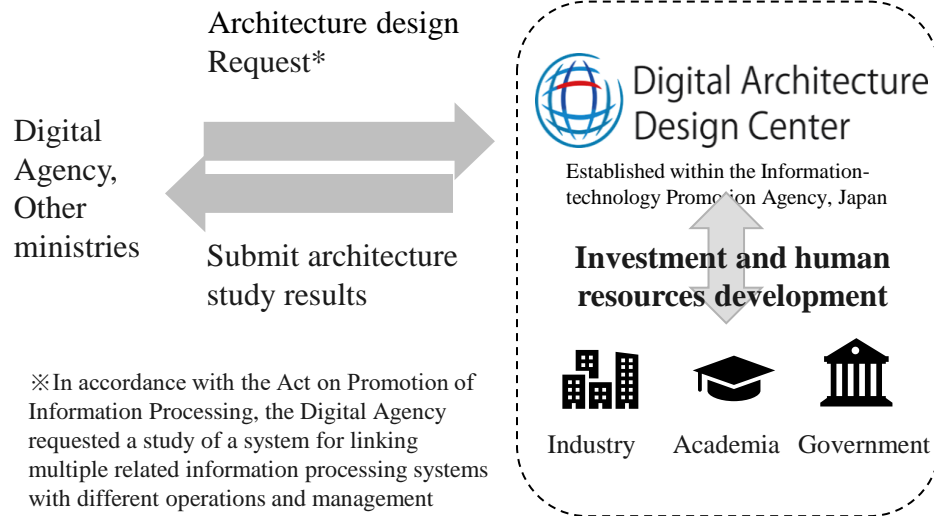 Architecture design
Request*
Digital
Agency,
Other
ministries
Submit architecture
study results
※In accordance with the Act on Promotion of
Information Processing, the Digital Agency
requested a study of a system for linking
multiple related information processing systems
with different operations and management
Digital Architecture
Design Center
Established within the Information-
technology Promotion Agency, Japan
Investment and human
resources development
Industry
Academia
Government